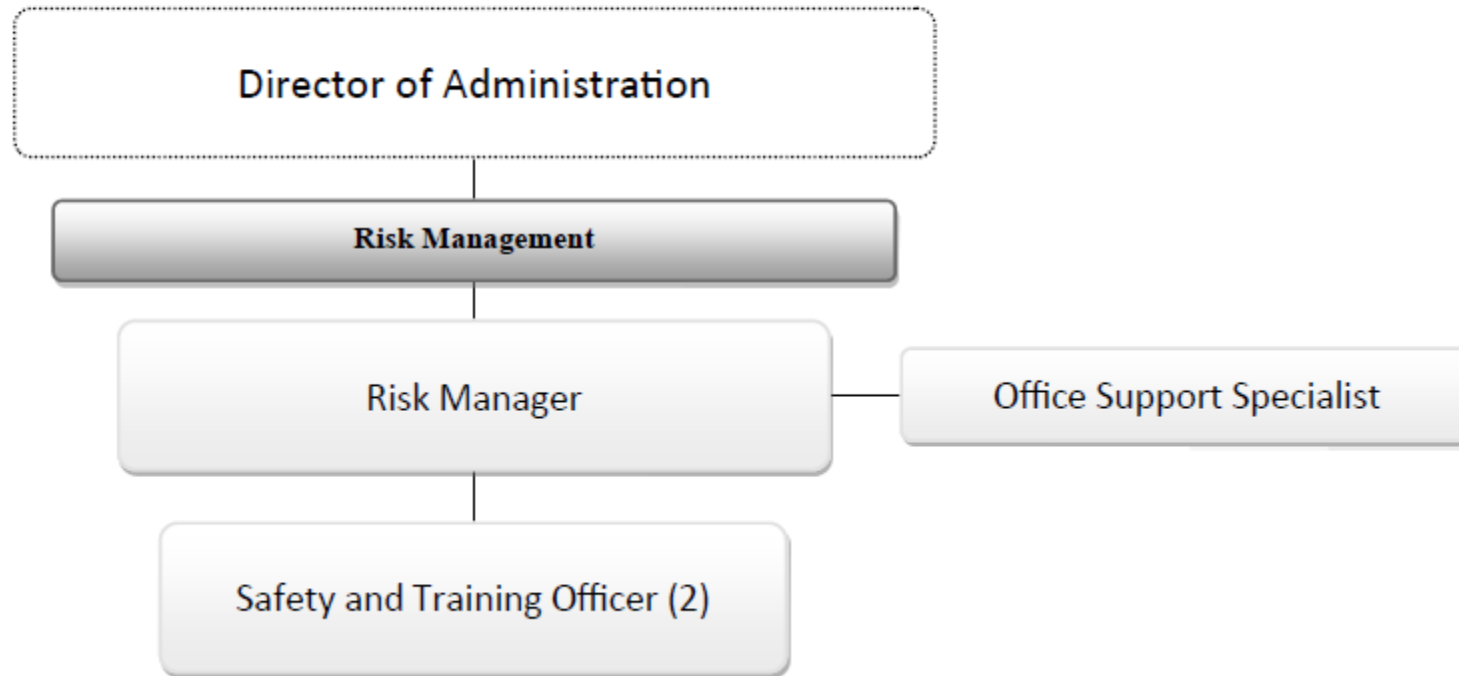 Director of Administration
Risk Management
Risk Manager
Office Support Specialist
Safety and Training Officer (2)